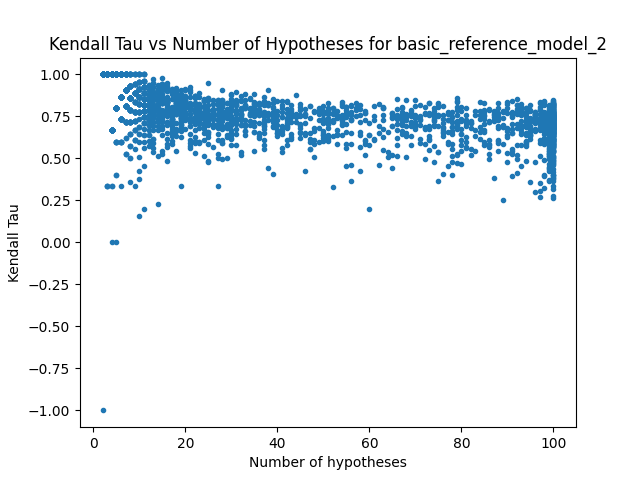 Kendall Tau vs Number of Hypotheses for basic_reference_model_2
1.00
0.75
0.50
0.25
0.00
−0.25
−0.50
−0.75
−1.00
Kendall Tau
0 20 40 60 80 100
Number of hypotheses